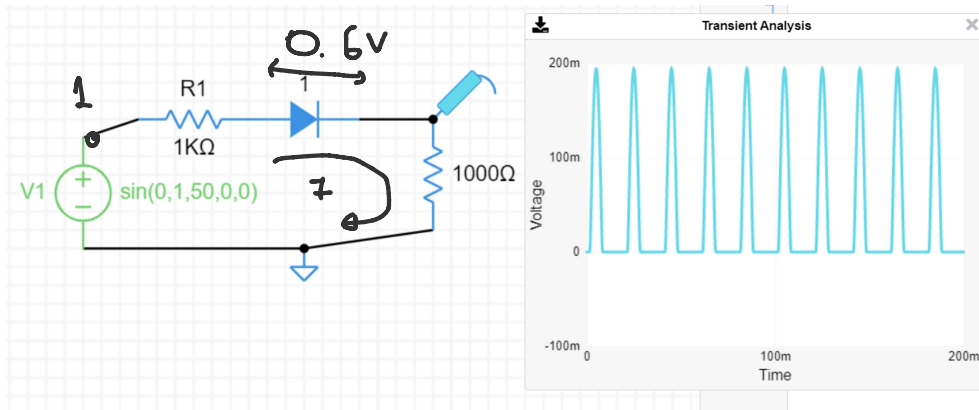 0.6V
1
1
R1
1KΩ
V1
sin(0,1,50,0,0)
+
−
7
1000Ω
Transient Analysis
200m
100m
0
-100m
Voltage
0
100m
200m
Time